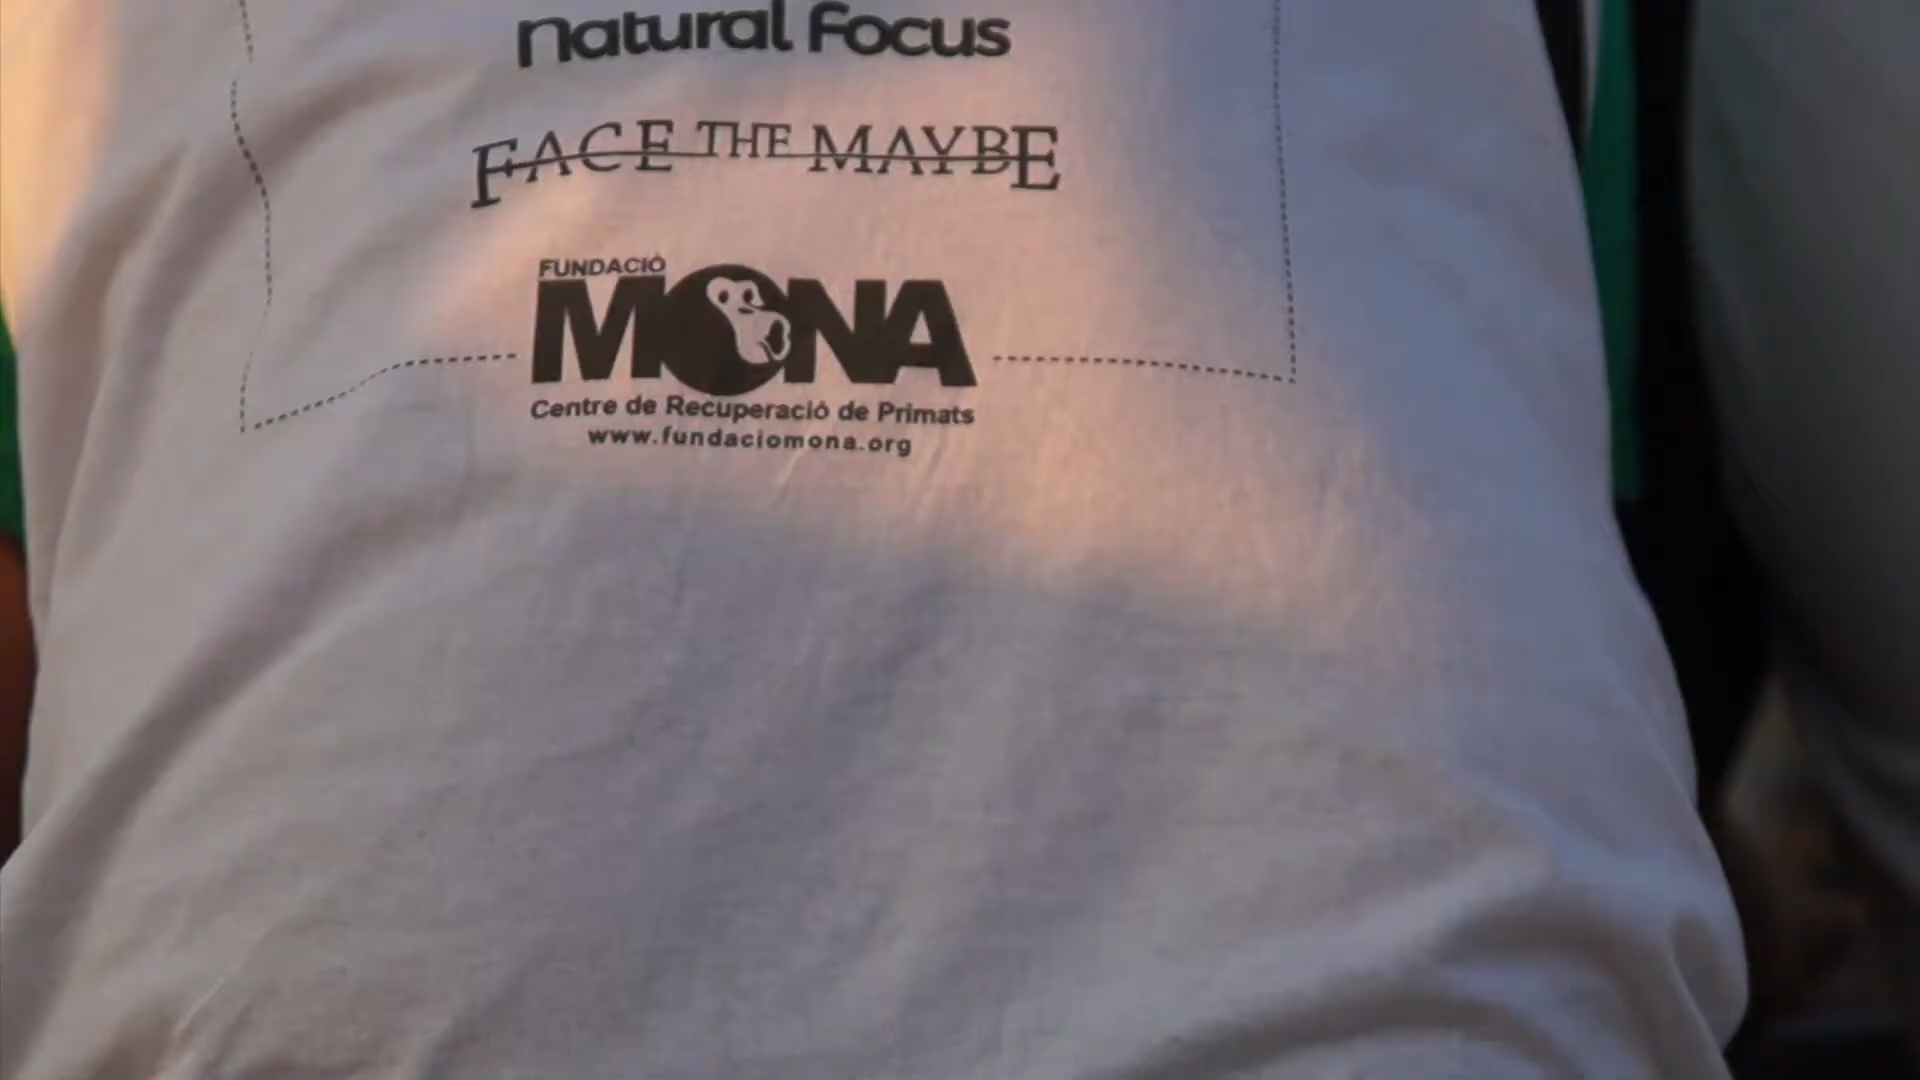 natural Focus
FACE THE MAYBE
FUNDACIÓ
MONA
Centre de Recuperació de Primats
www.fundaciomona.org